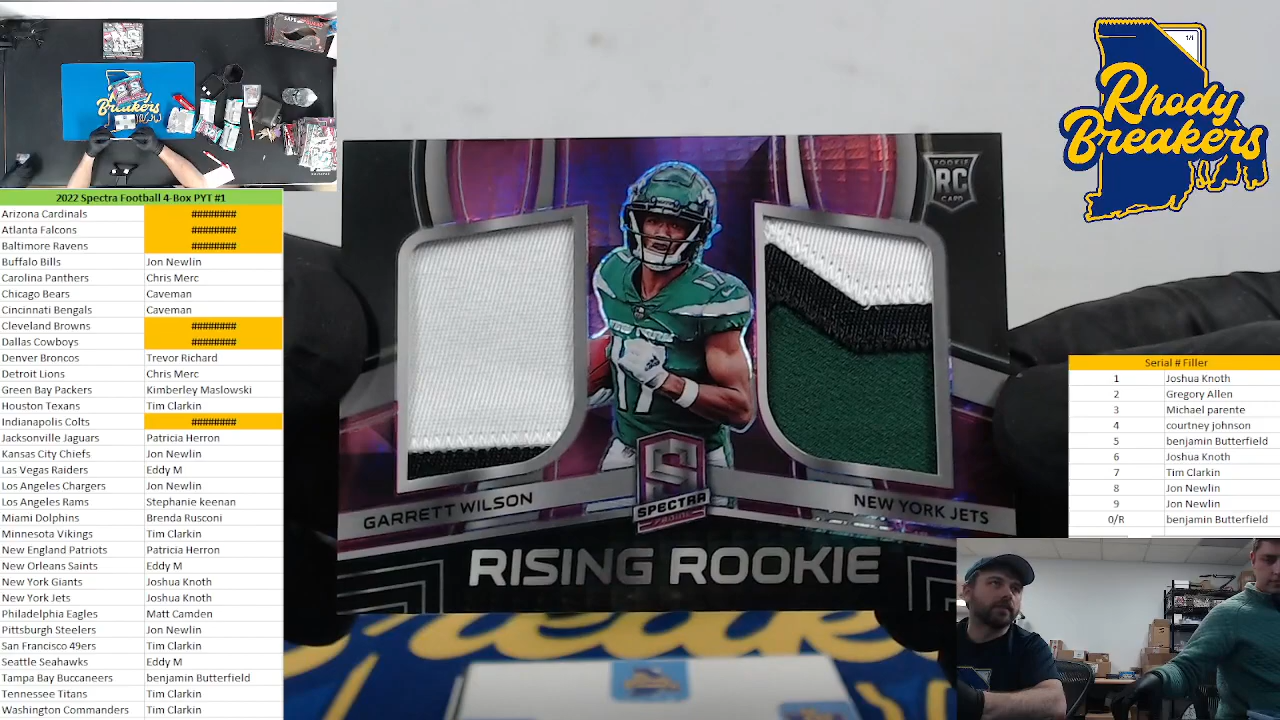 2022 Spectra Football 4-Box PYT #1
Arizona Cardinals ########
Atlanta Falcons ########
Baltimore Ravens ########
Buffalo Bills Jon Newlin
Carolina Panthers Chris Merc
Chicago Bears Caveman
Cincinnati Bengals Caveman
Cleveland Browns ########
Dallas Cowboys ########
Denver Broncos Trevor Richard
Detroit Lions Chris Merc
Green Bay Packers Kimberley Maslowski
Houston Texans Tim Clarkin
Indianapolis Colts ########
Jacksonville Jaguars Patricia Herron
Kansas City Chiefs Jon Newlin
Las Vegas Raiders Eddy M
Los Angeles Chargers Jon Newlin
Los Angeles Rams Stephanie keenan
Miami Dolphins Brenda Rusconi
Minnesota Vikings Tim Clarkin
New England Patriots Patricia Herron
New Orleans Saints Eddy M
New York Giants Joshua Knoth
New York Jets Joshua Knoth
Philadelphia Eagles Matt Camden
Pittsburgh Steelers Jon Newlin
San Francisco 49ers Tim Clarkin
Seattle Seahawks Eddy M
Tampa Bay Buccaneers benjamin Butterfield
Tennessee Titans Tim Clarkin
Washington Commanders Tim Clarkin
ROOKIE
RC
CARD
17
GARRETT WILSON
SPECTRA
NEW YORK JETS
RISING ROOKIE
1/1
Rhody
Breakers
Serial # Filler
1 Joshua Knoth
2 Gregory Allen
3 Michael parente
4 courtney johnson
5 benjamin Butterfield
6 Joshua Knoth
7 Tim Clarkin
8 Jon Newlin
9 Jon Newlin
0/R benjamin Butterfield